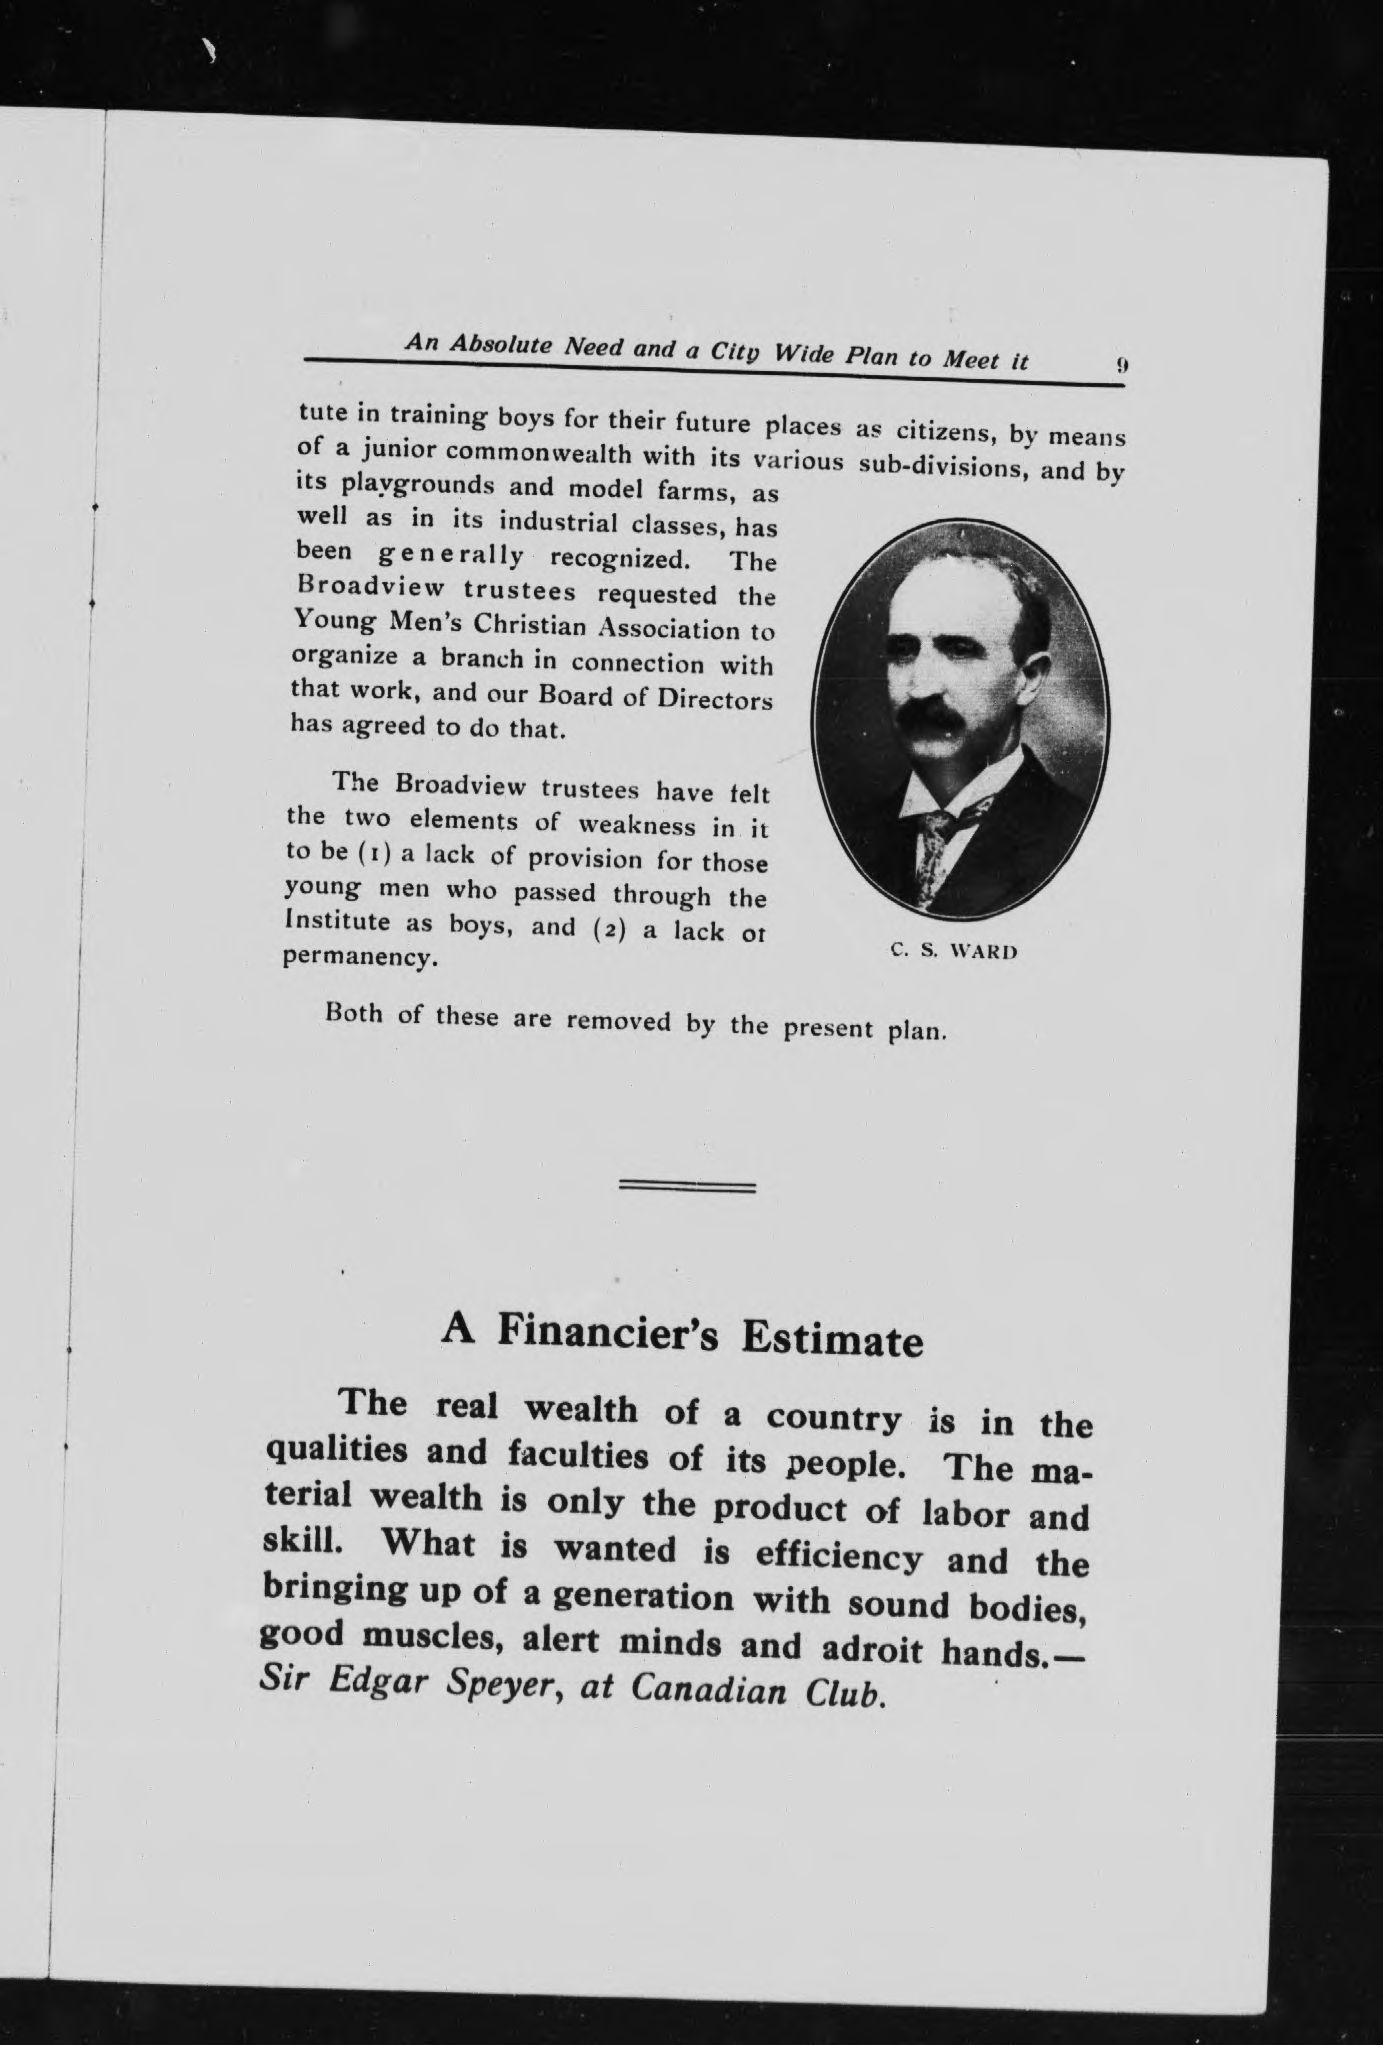 An Absolute Need and a City Wide Plan to Meet it 9
tute in training boys for their future places as citizens, by means
of a junior commonwealth with its various sub-divisions, and by
its playgrounds and model farms, as
well as in its industrial classes, has
been generally recognized. The
Broadview trustees requested the
Young Men's Christian Association to
organize a branch in connection with
that work, and our Board of Directors
has agreed to do that.
The Broadview trustees have felt
the two elements of weakness in it
to be (1) a lack of provision for those
young men who passed through the
Institute as boys, and (2) a lack of
permanency.
C. S. WARD
Both of these are removed by the present plan.
A Financier's Estimate
The real wealth of a country is in the
qualities and faculties of its people. The ma-
terial wealth is only the product of labor and
skill. What is wanted is efficiency and the
bringing up of a generation with sound bodies,
good muscles, alert minds and adroit hands.—
Sir Edgar Speyer, at Canadian Club.